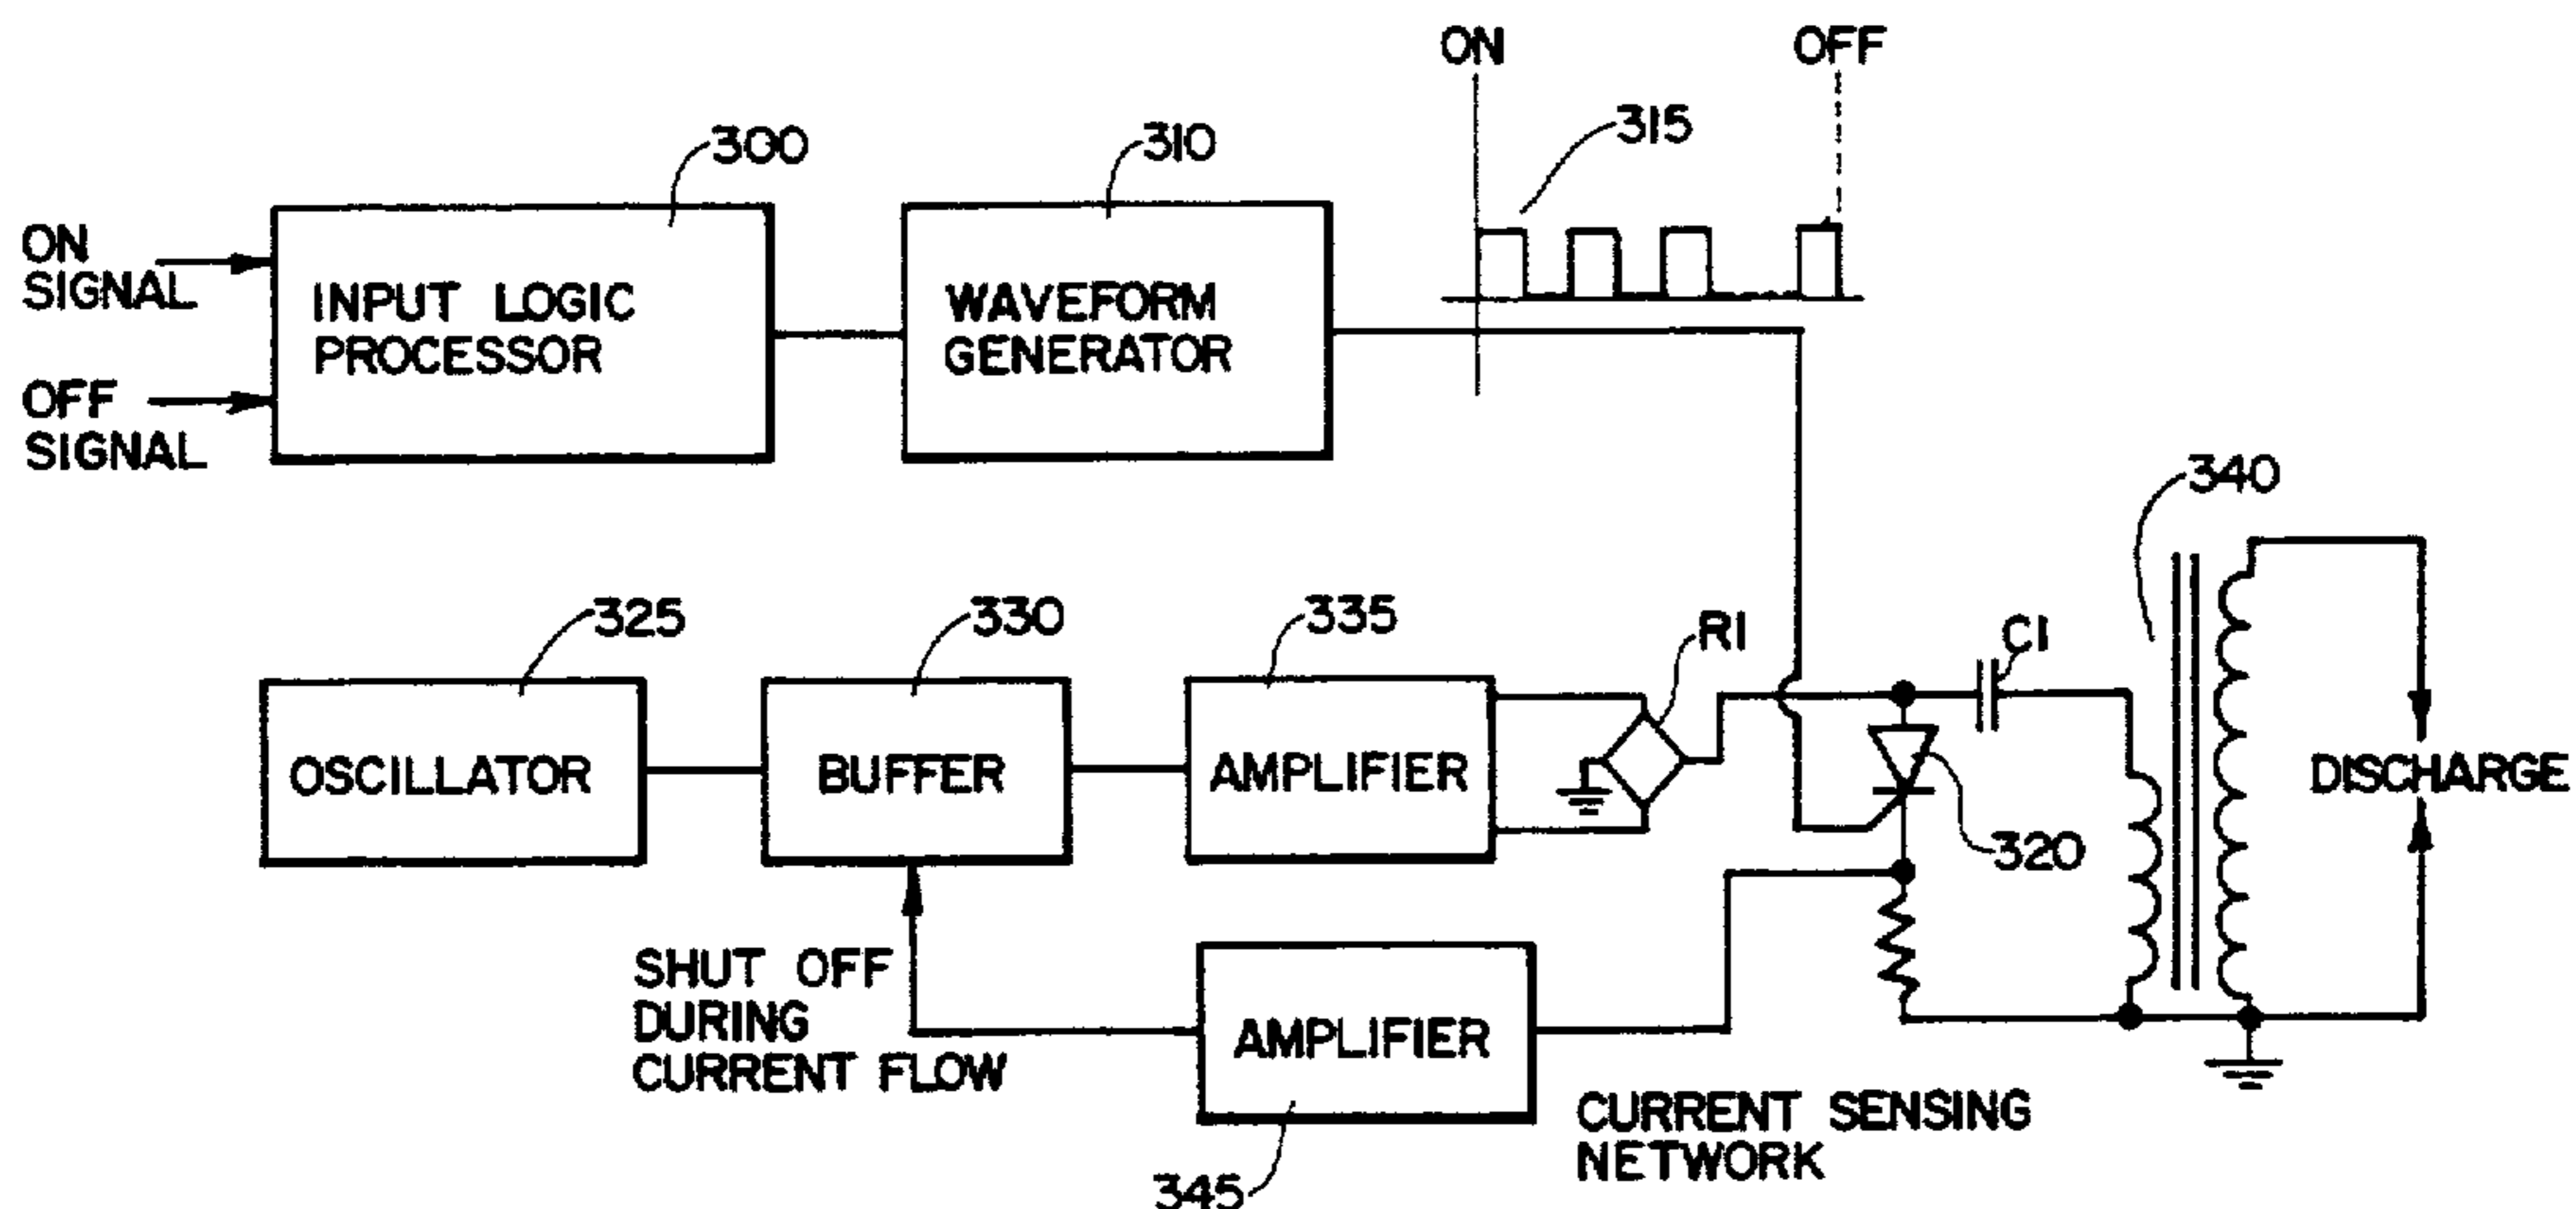 ON
OFF
315
300
310
ON
SIGNAL
INPUT LOGIC
PROCESSOR
WAVEFORM
GENERATOR
OFF
SIGNAL
340
325
330
335
R1
C1
OSCILLATOR
BUFFER
AMPLIFIER
DISCHARGE
320
SHUT OFF
DURING
CURRENT FLOW
AMPLIFIER
CURRENT SENSING
NETWORK
345